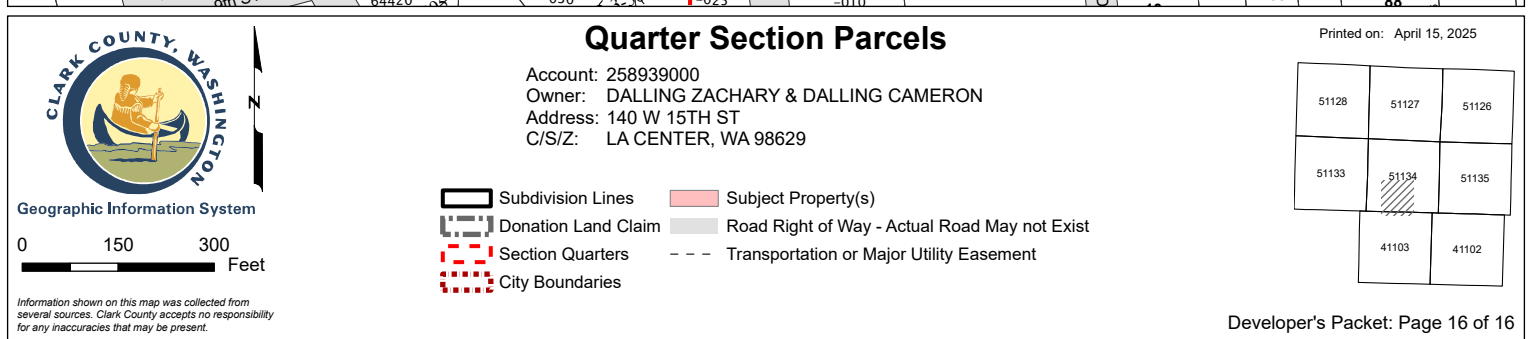 64420
-010
88
CLARK COUNTY, WASHINGTON
Geographic Information System
0 150 300
Feet
Information shown on this map was collected from
several sources. Clark County accepts no responsibility
for any inaccuracies that may be present.
N
Quarter Section Parcels
Account: 258939000
Owner: DALLING ZACHARY & DALLING CAMERON
Address: 140 W 15TH ST
C/S/Z: LA CENTER, WA 98629
Subdivision Lines
Subject Property(s)
Donation Land Claim
Road Right of Way - Actual Road May not Exist
Section Quarters
Transportation or Major Utility Easement
City Boundaries
Printed on: April 15, 2025
51128 51127 51126
51133 51134 51135
41103 41102
Developer's Packet: Page 16 of 16